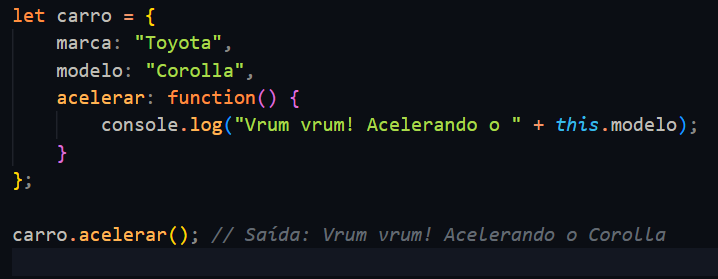 let carro = {
    marca: "Toyota",
    modelo: "Corolla",
    acelerar: function() {
        console.log("Vrum vrum! Acelerando o " + this.modelo);
    }
};
carro.acelerar(); // Saída: Vrum vrum! Acelerando o Corolla